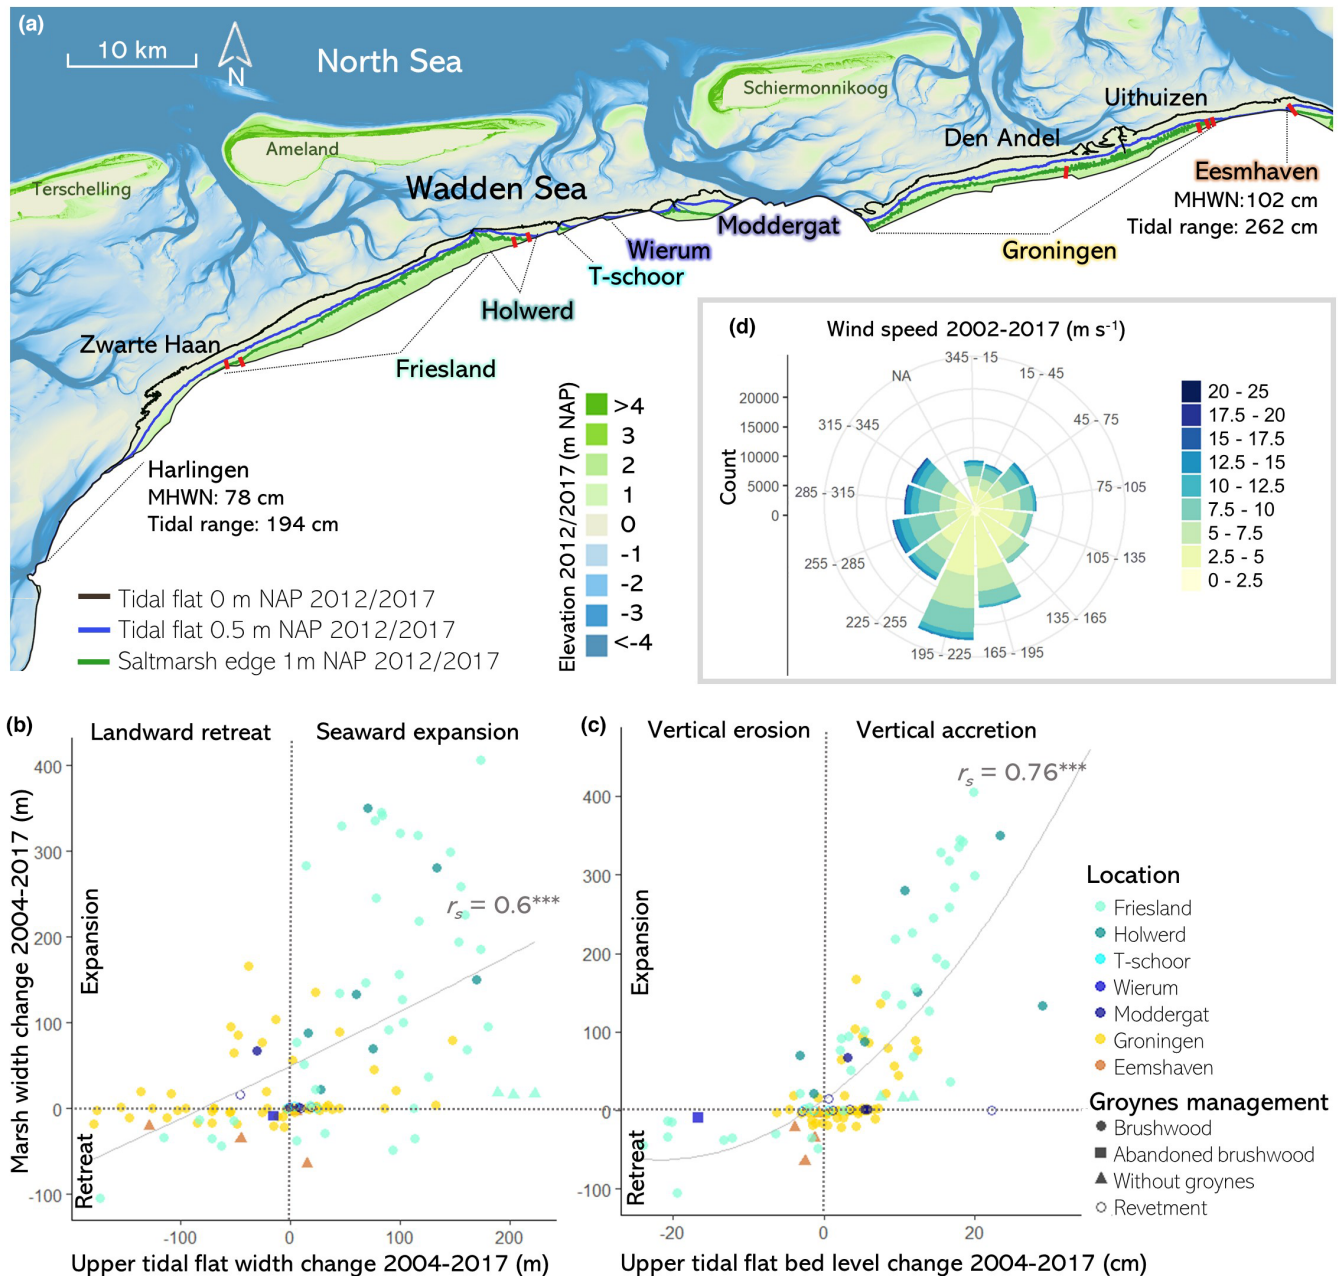 (a)
10 km
N
North Sea
Schiermonnikoog
Uithuizen
Den Andel
Ameland
Terschelling
Wadden Sea
Eesmhaven
MHWN:102 cm
Tidal range: 262 cm
Moddergat
Wierum
Groningen
T-schoor
Holwerd
Zwarte Haan
Friesland
Harlingen
MHWN: 78 cm
Tidal range: 194 cm
Tidal flat 0 m NAP 2012/2017
Tidal flat 0.5 m NAP 2012/2017
Saltmarsh edge 1m NAP 2012/2017
Elevation 2012/2017 (m NAP)
>4
3
2
1
0
-1
-2
-3
<-4
(d)
Wind speed 2002-2017 (m s⁻¹)
345 - 15
NA
15 - 45
315 - 345
45 - 75
285 - 315
75 - 105
255 - 285
105 - 135
225 - 255
135 - 165
195 - 225
165 - 195
Count
20000
15000
10000
5000
0
20 - 25
17.5 - 20
15 - 17.5
12.5 - 15
10 - 12.5
7.5 - 10
5 - 7.5
2.5 - 5
0 - 2.5
(b)
Landward retreat
Seaward expansion
Marsh width change 2004-2017 (m)
Expansion
Retreat
400
300
200
100
0
-100
rs = 0.6***
-100
0
100
200
Upper tidal flat width change 2004-2017 (m)
(c)
Vertical erosion
Vertical accretion
Expansion
Retreat
400
300
200
100
0
-100
rs = 0.76***
-20
0
20
Upper tidal flat bed level change 2004-2017 (cm)
Location
Friesland
Holwerd
T-schoor
Wierum
Moddergat
Groningen
Eemshaven
Groynes management
Brushwood
Abandoned brushwood
Without groynes
Revetment